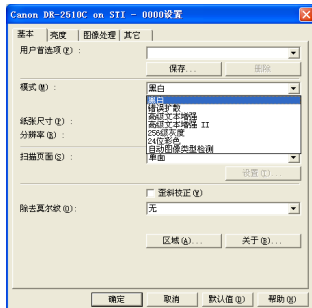 Canon DR-2510C on STI - 0000设置
基本 亮度 图像处理 其它
用户首选项(F) :
保存... 删除
模式(M) : 黑白
黑白
错误扩散
高级文本增强
高级文本增强 II
256级灰度
24位彩色
自动图像类型检测
纸张尺寸(P) :
分辨率(R) :
扫描页面(S) : 单面
设置(T)...
歪斜校正(V)
除去莫尔纹(O): 无
区域(A)... 关于(B)...
确定 取消 默认值(D) 帮助(H)